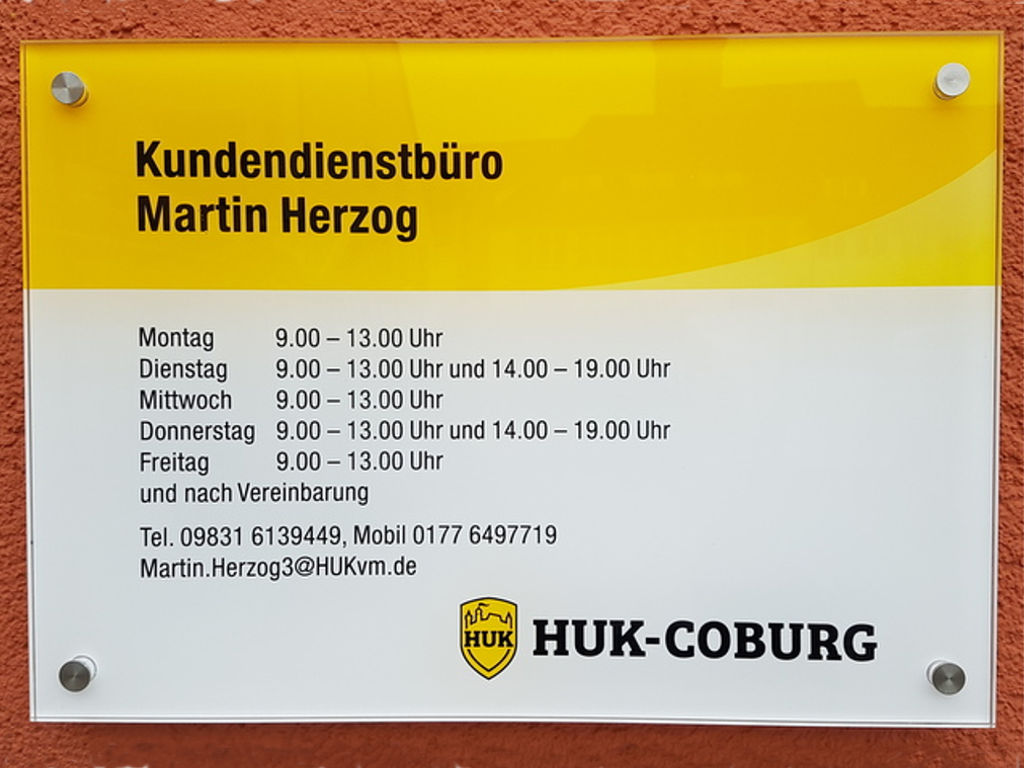 Kundendienstbüro
Martin Herzog
Montag 9.00 – 13.00 Uhr
Dienstag 9.00 – 13.00 Uhr und 14.00 – 19.00 Uhr
Mittwoch 9.00 – 13.00 Uhr
Donnerstag 9.00 – 13.00 Uhr und 14.00 – 19.00 Uhr
Freitag 9.00 – 13.00 Uhr
und nach Vereinbarung
Tel. 09831 6139449, Mobil 0177 6497719
Martin.Herzog3@HUKvm.de
HUK HUK-COBURG